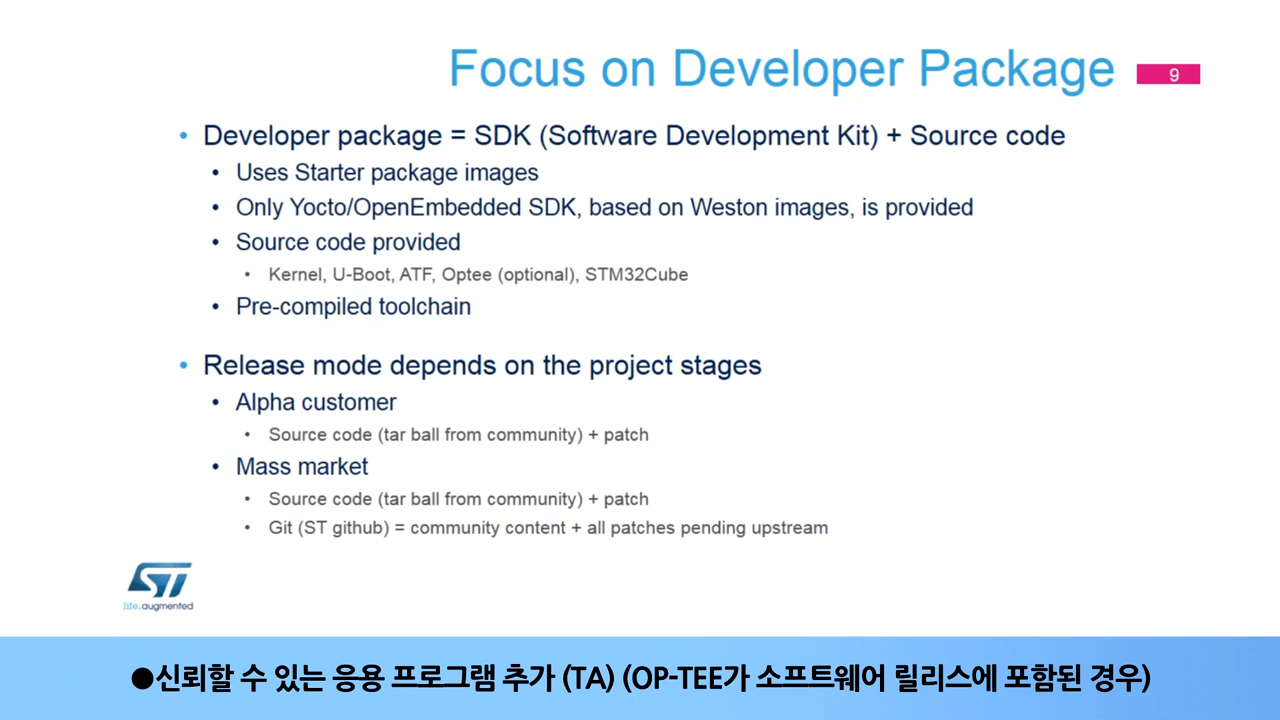 Focus on Developer Package
9
• Developer package = SDK (Software Development Kit) + Source code
• Uses Starter package images
• Only Yocto/OpenEmbedded SDK, based on Weston images, is provided
• Source code provided
• Kernel, U-Boot, ATF, Optee (optional), STM32Cube
• Pre-compiled toolchain
• Release mode depends on the project stages
• Alpha customer
• Source code (tar ball from community) + patch
• Mass market
• Source code (tar ball from community) + patch
• Git (ST github) = community content + all patches pending upstream
ST
life.augmented
●신뢰할 수 있는 응용 프로그램 추가 (TA) (OP-TEE가 소프트웨어 릴리스에 포함된 경우)